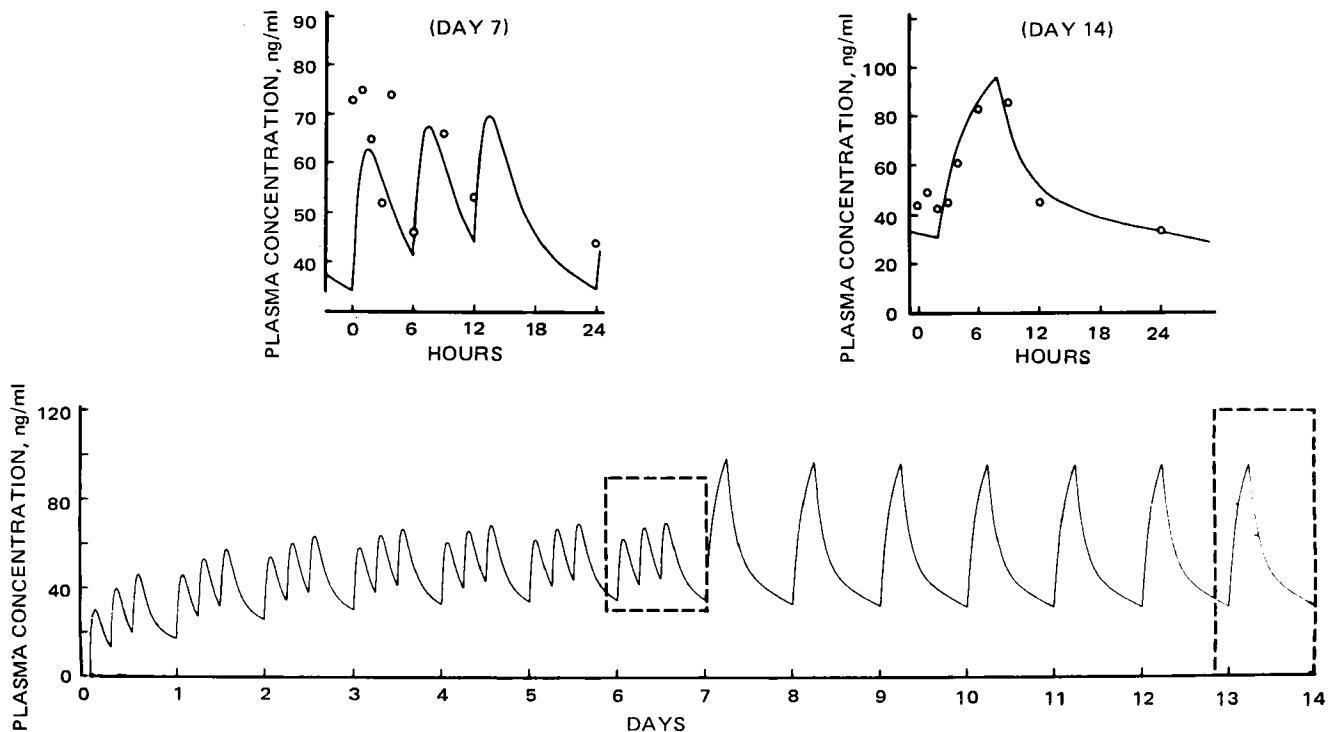 PLASMA CONCENTRATION, ng/ml
(DAY 7)
90
80
70
60
50
40
0 6 12 18 24
HOURS
PLASMA CONCENTRATION, ng/ml
(DAY 14)
100
80
60
40
20
0
0 6 12 18 24
HOURS
PLASMA CONCENTRATION, ng/ml
120
80
40
0
0 1 2 3 4 5 6 7 8 9 10 11 12 13 14
DAYS